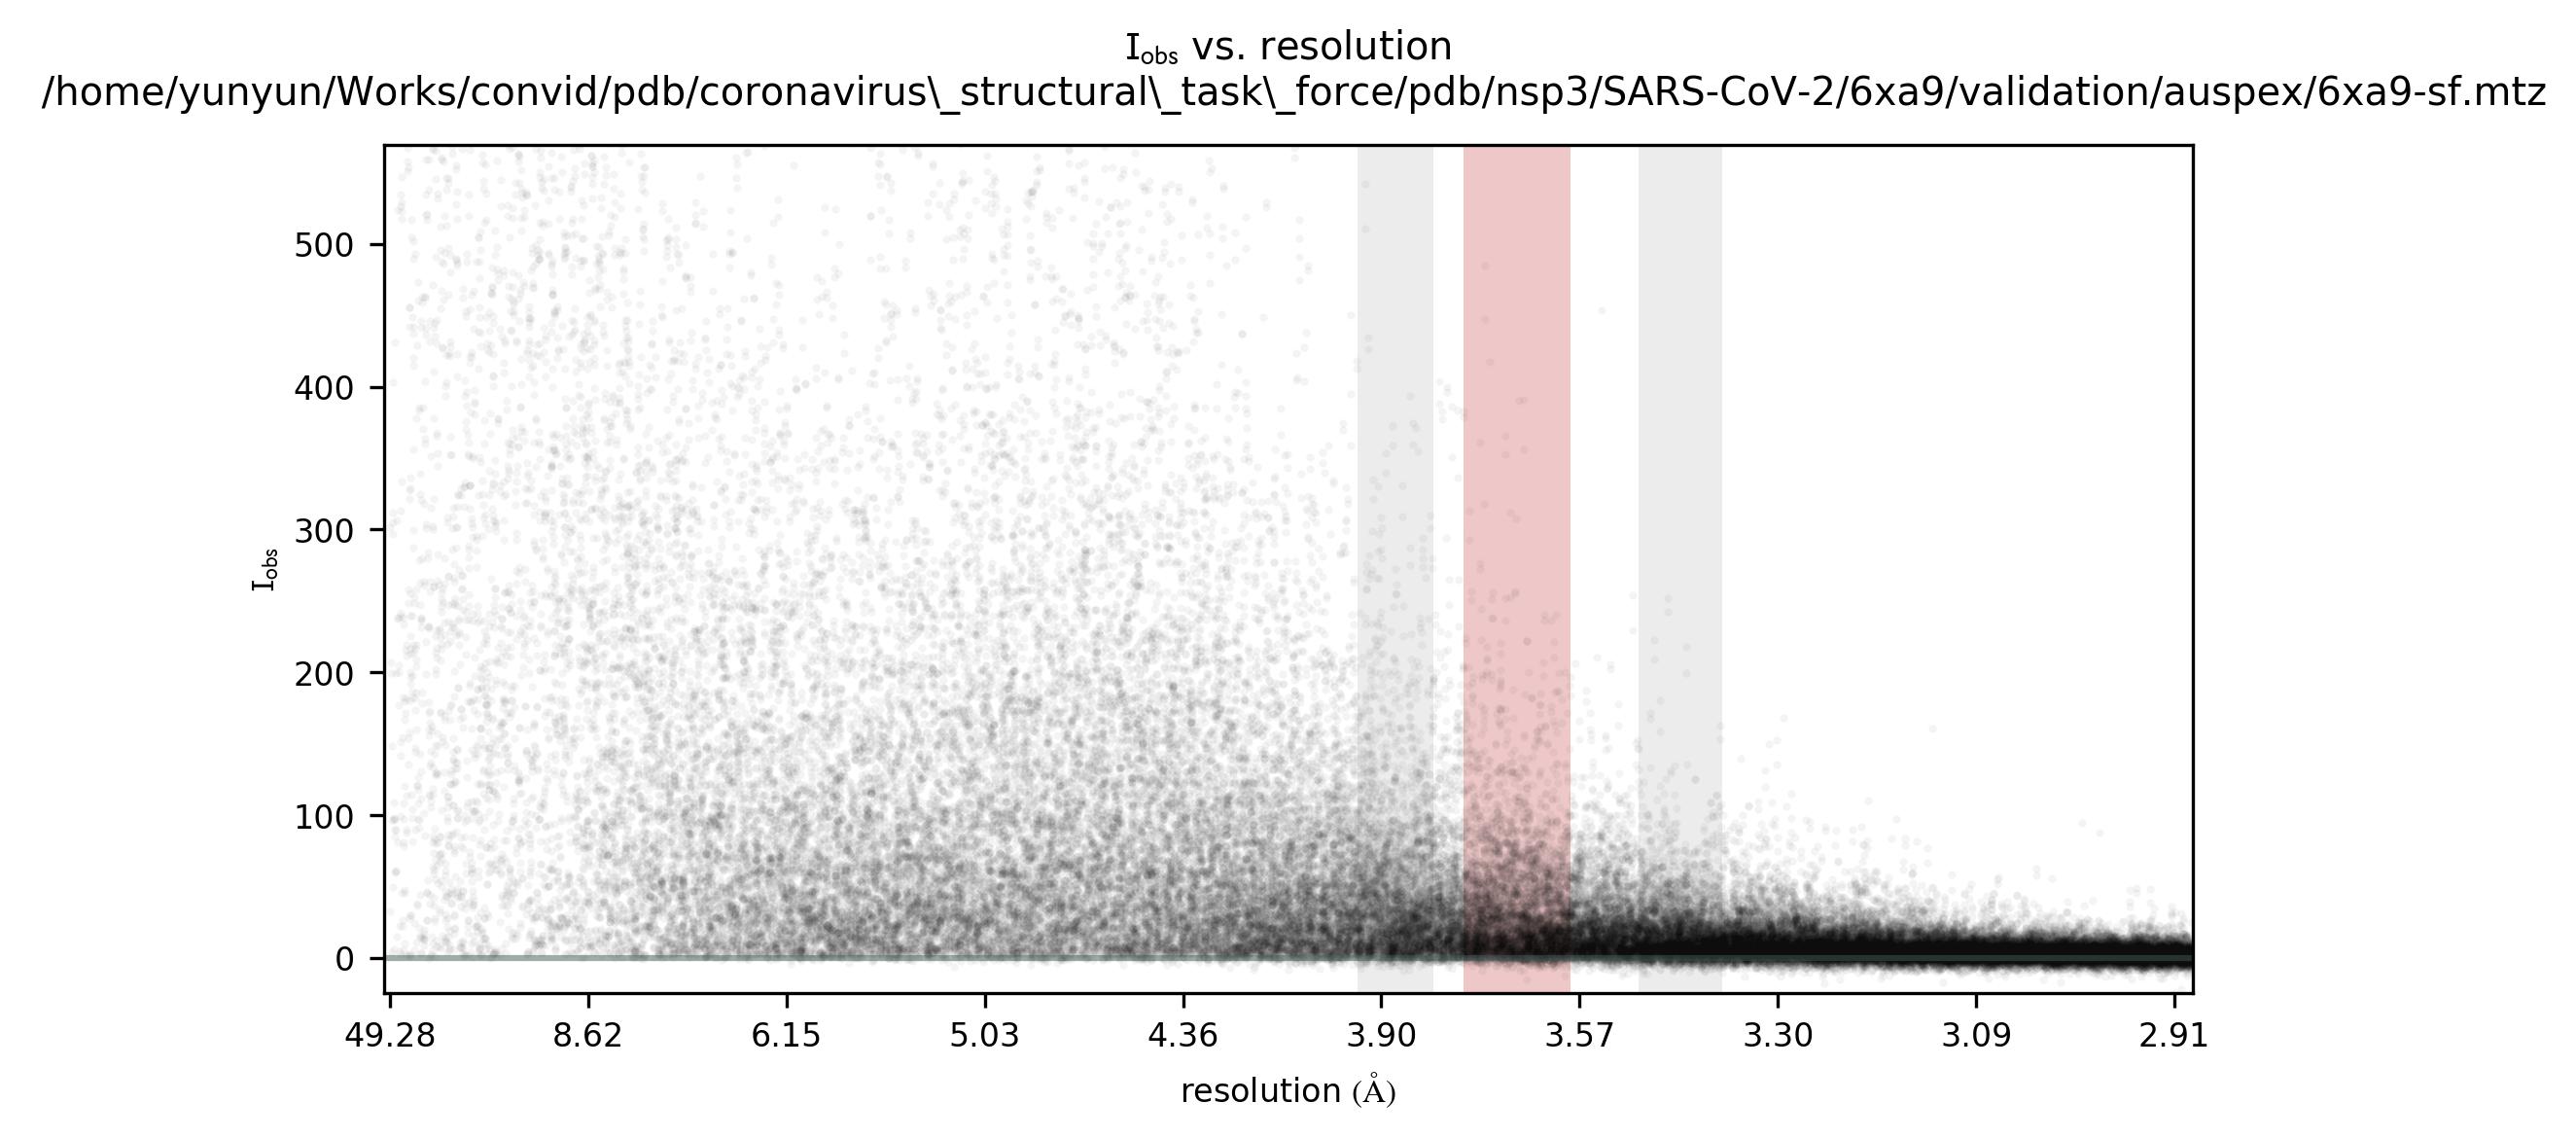 Iobs vs. resolution
/home/yunyun/Works/convid/pdb/coronavirus\_structural\_task\_force/pdb/nsp3/SARS-CoV-2/6xa9/validation/auspex/6xa9-sf.mtz
Iobs
500
400
300
200
100
0
49.28 8.62 6.15 5.03 4.36 3.90 3.57 3.30 3.09 2.91
resolution (Å)